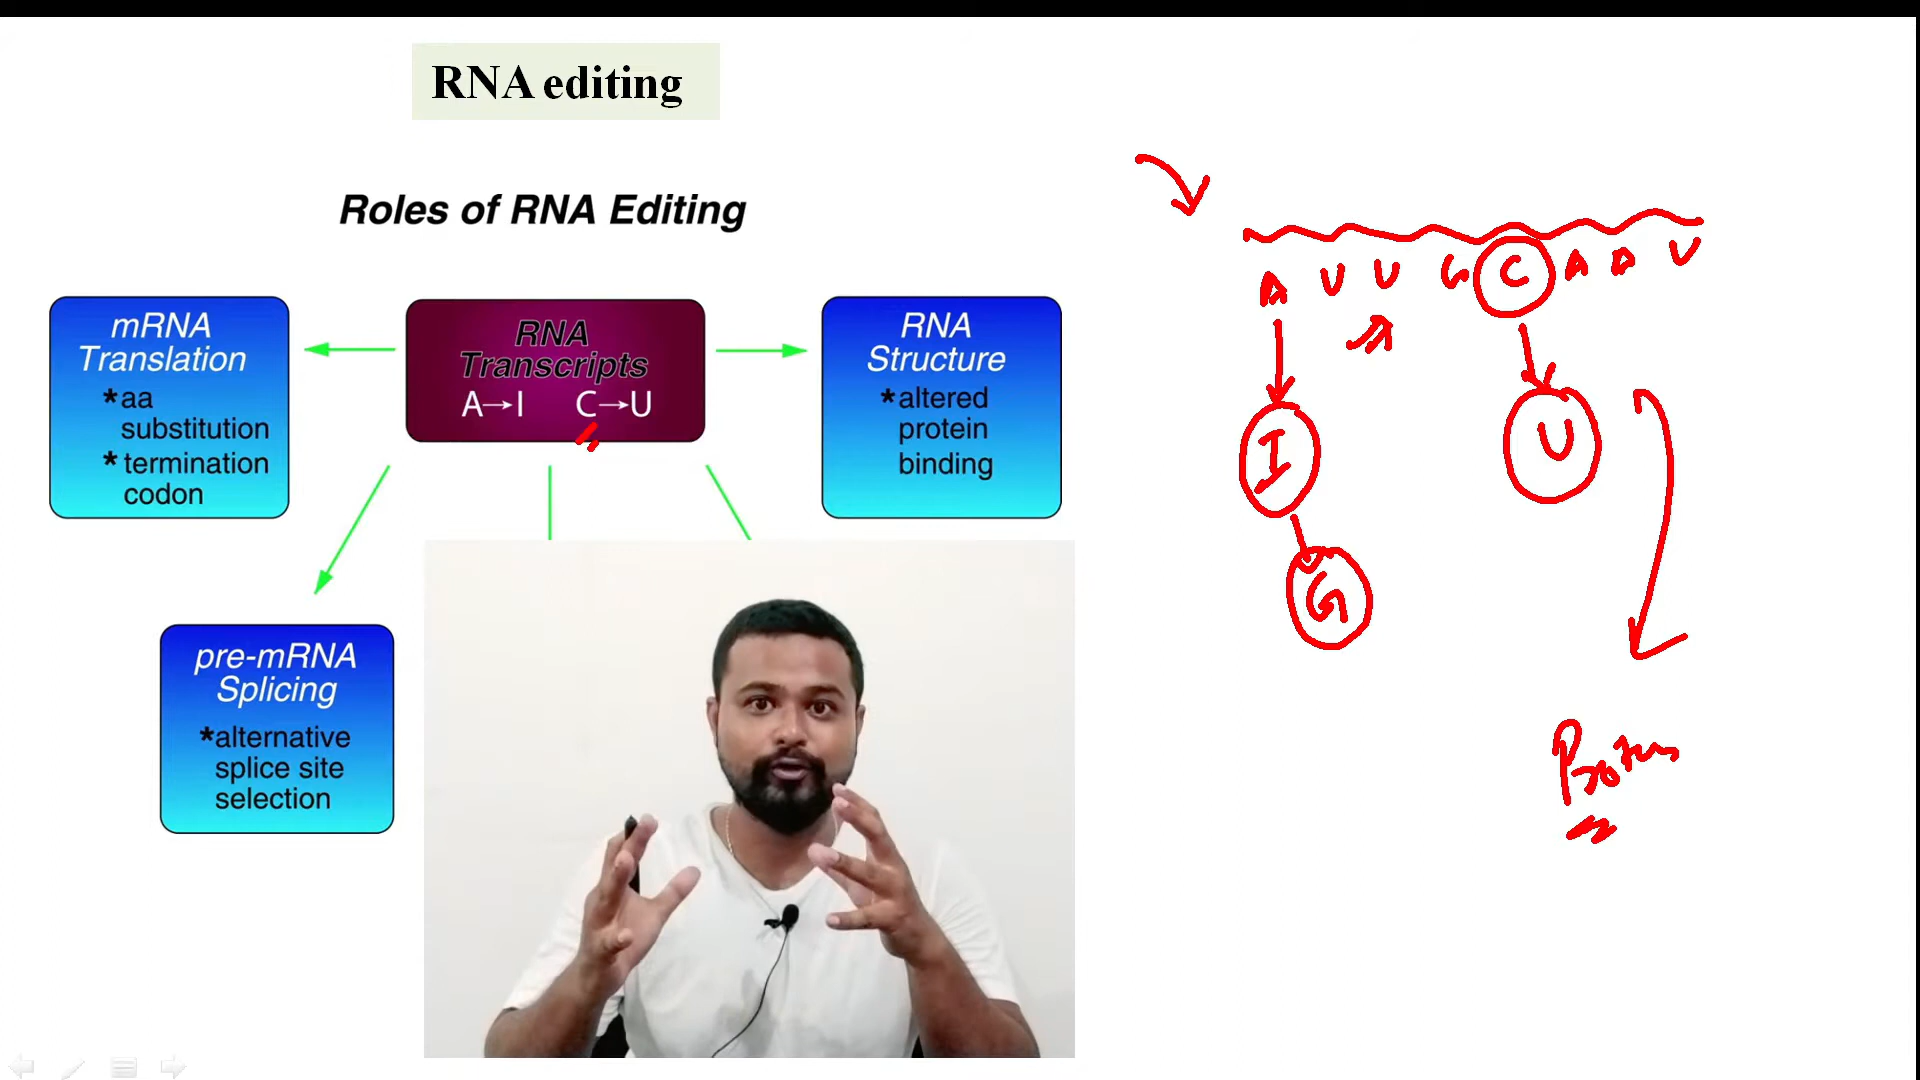 RNA editing
Roles of RNA Editing
mRNA
Translation
*aa
substitution
*termination
codon
RNA
Transcripts
A→I C→U
RNA
Structure
*altered
protein
binding
pre-mRNA
Splicing
*alternative
splice site
selection
A U U G C A A U
I
U
G